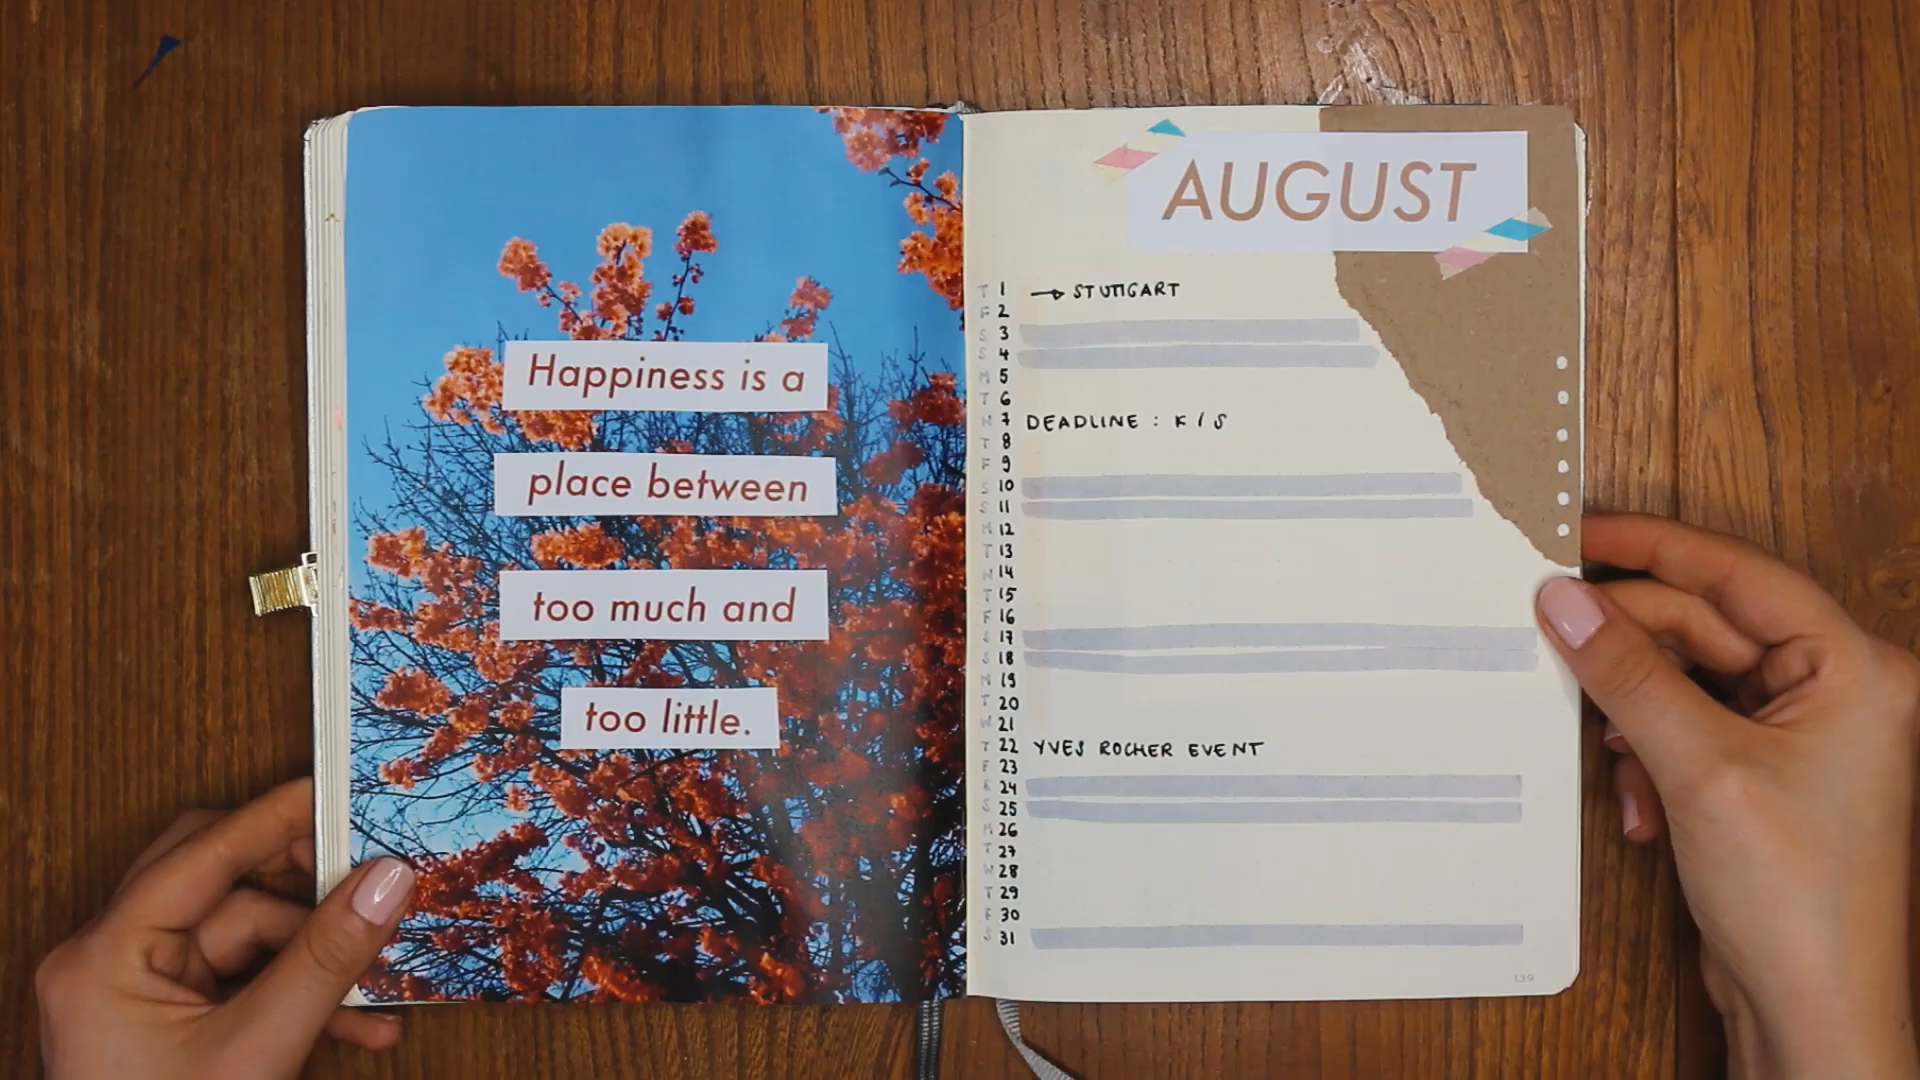 Happiness is a
place between
too much and
too little.
AUGUST
T 1 → STUTTGART
F 2
S 3
S 4
M 5
T 6
W 7 DEADLINE : K / S
T 8
F 9
S 10
S 11
M 12
T 13
W 14
T 15
F 16
S 17
S 18
M 19
T 20
W 21
T 22 YVES ROCHER EVENT
F 23
S 24
S 25
M 26
T 27
W 28
T 29
F 30
S 31
139